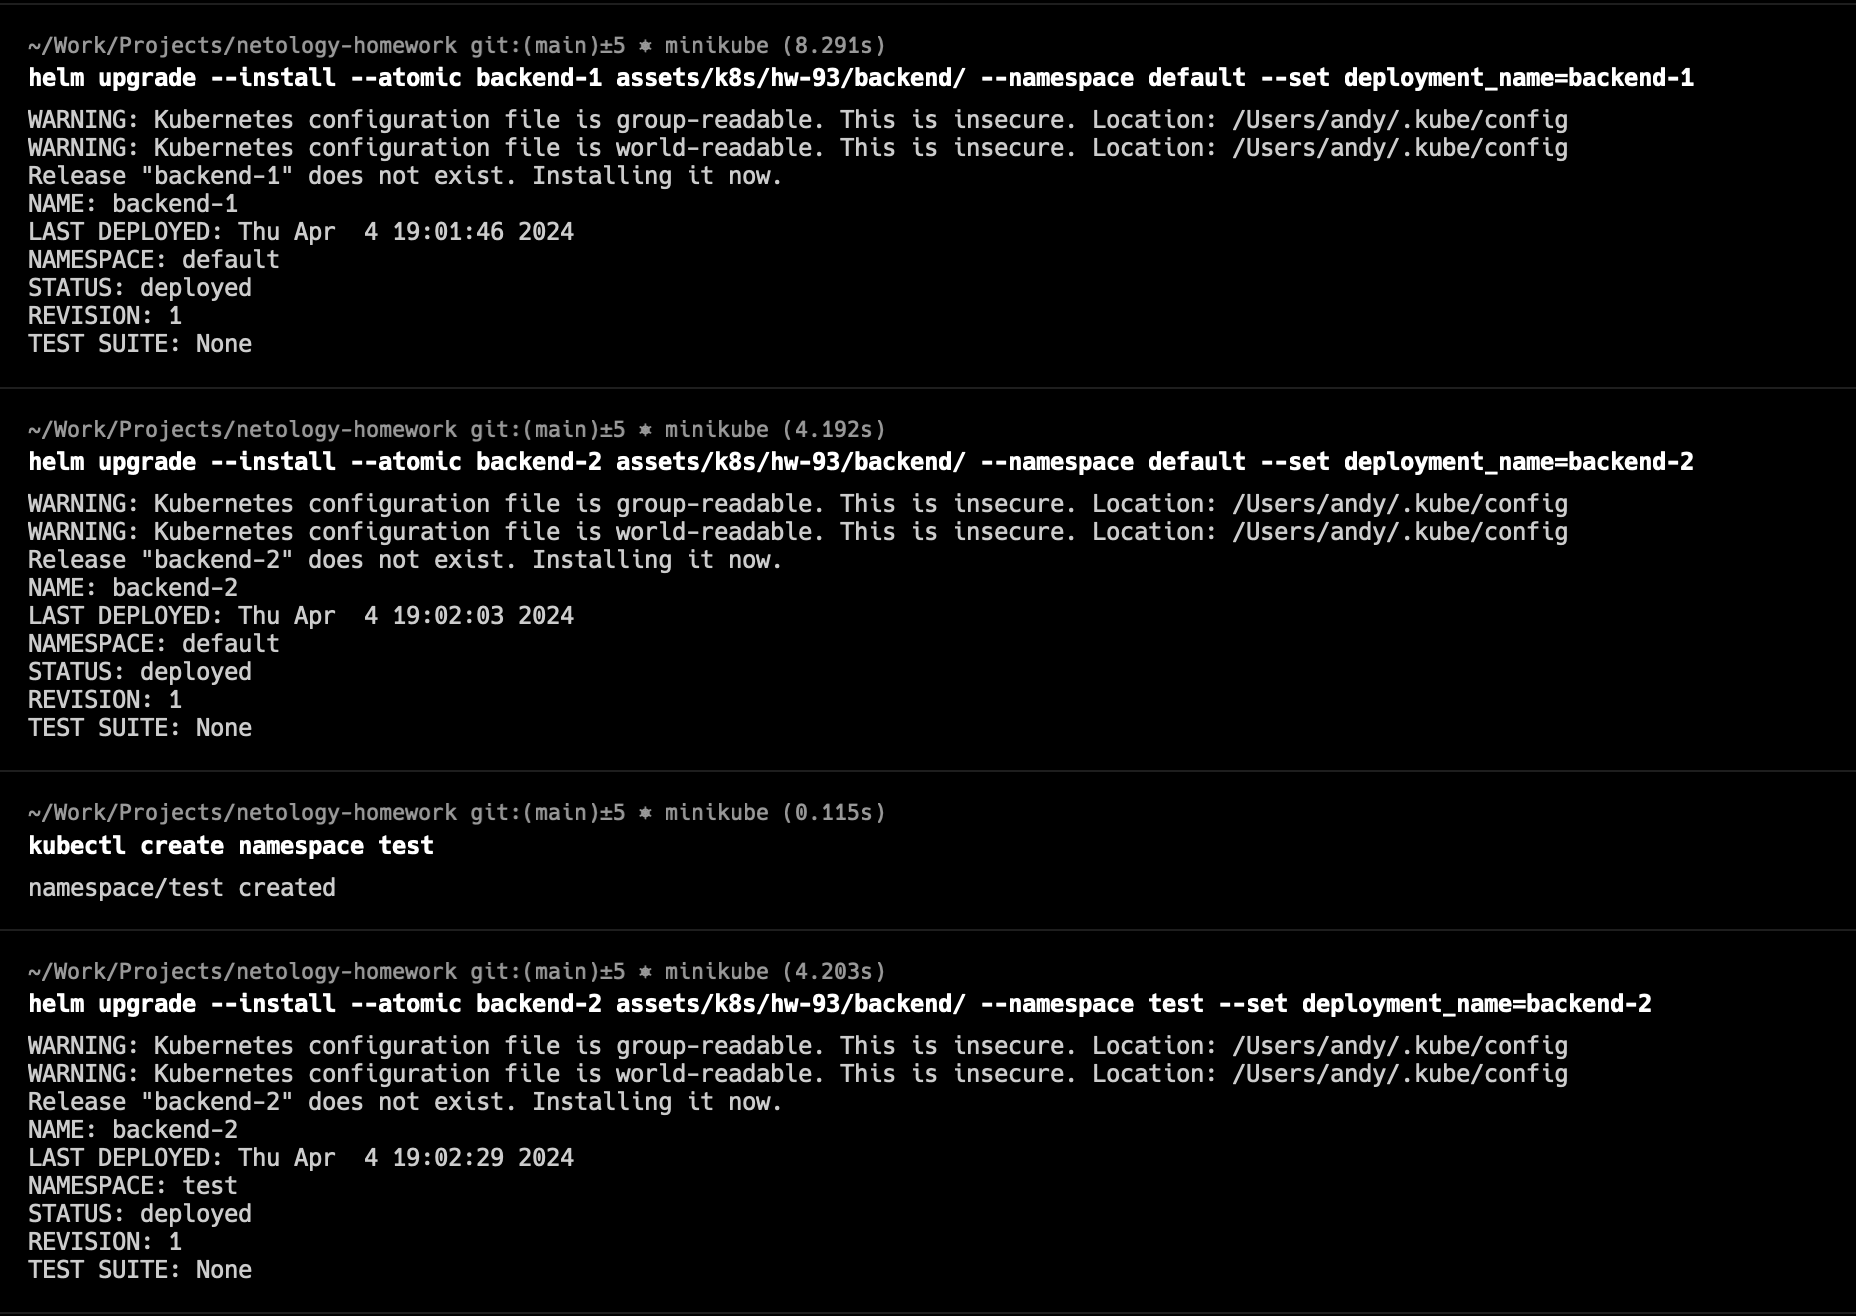 ~/Work/Projects/netology-homework git:(main)±5 ⎈ minikube (8.291s)
helm upgrade --install --atomic backend-1 assets/k8s/hw-93/backend/ --namespace default --set deployment_name=backend-1
WARNING: Kubernetes configuration file is group-readable. This is insecure. Location: /Users/andy/.kube/config
WARNING: Kubernetes configuration file is world-readable. This is insecure. Location: /Users/andy/.kube/config
Release "backend-1" does not exist. Installing it now.
NAME: backend-1
LAST DEPLOYED: Thu Apr  4 19:01:46 2024
NAMESPACE: default
STATUS: deployed
REVISION: 1
TEST SUITE: None
~/Work/Projects/netology-homework git:(main)±5 ⎈ minikube (4.192s)
helm upgrade --install --atomic backend-2 assets/k8s/hw-93/backend/ --namespace default --set deployment_name=backend-2
WARNING: Kubernetes configuration file is group-readable. This is insecure. Location: /Users/andy/.kube/config
WARNING: Kubernetes configuration file is world-readable. This is insecure. Location: /Users/andy/.kube/config
Release "backend-2" does not exist. Installing it now.
NAME: backend-2
LAST DEPLOYED: Thu Apr  4 19:02:03 2024
NAMESPACE: default
STATUS: deployed
REVISION: 1
TEST SUITE: None
~/Work/Projects/netology-homework git:(main)±5 ⎈ minikube (0.115s)
kubectl create namespace test
namespace/test created
~/Work/Projects/netology-homework git:(main)±5 ⎈ minikube (4.203s)
helm upgrade --install --atomic backend-2 assets/k8s/hw-93/backend/ --namespace test --set deployment_name=backend-2
WARNING: Kubernetes configuration file is group-readable. This is insecure. Location: /Users/andy/.kube/config
WARNING: Kubernetes configuration file is world-readable. This is insecure. Location: /Users/andy/.kube/config
Release "backend-2" does not exist. Installing it now.
NAME: backend-2
LAST DEPLOYED: Thu Apr  4 19:02:29 2024
NAMESPACE: test
STATUS: deployed
REVISION: 1
TEST SUITE: None